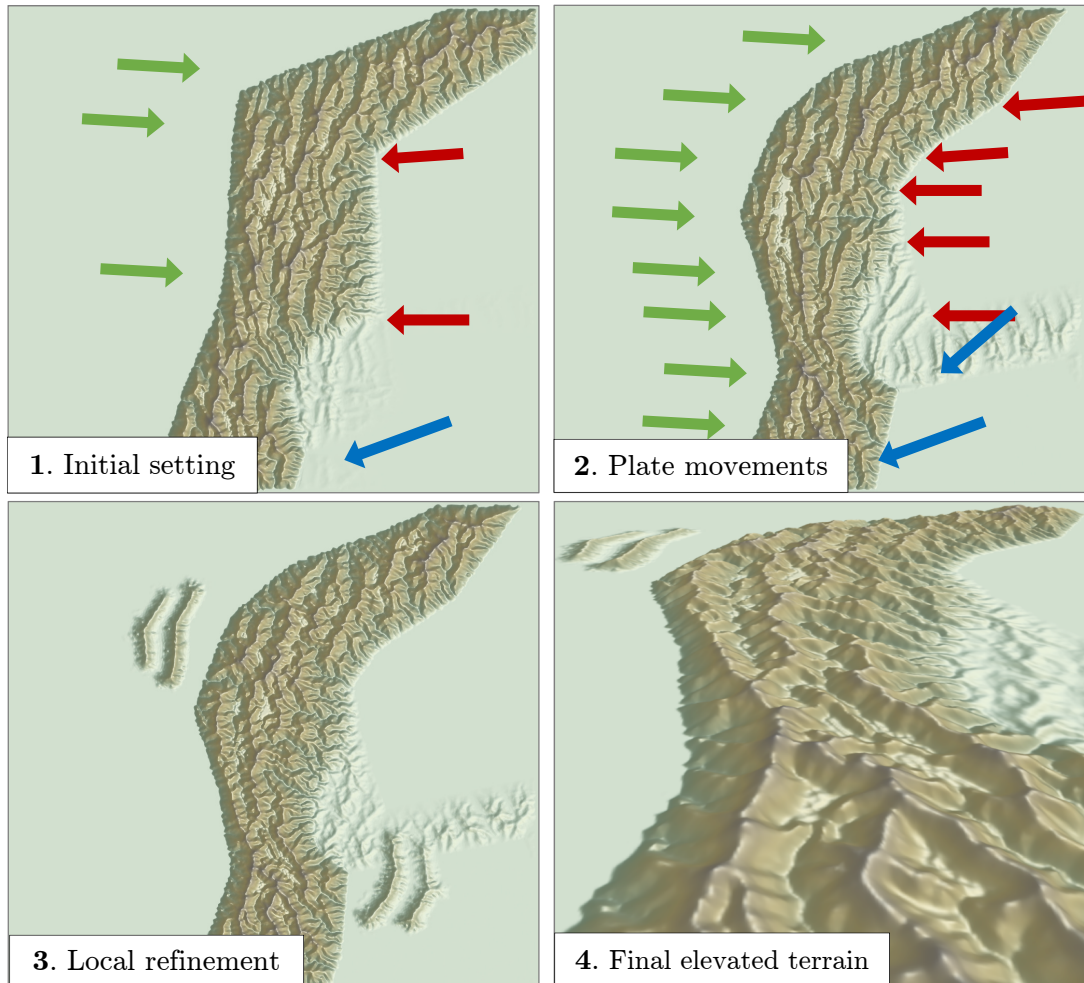 1. Initial setting
2. Plate movements
3. Local refinement
4. Final elevated terrain